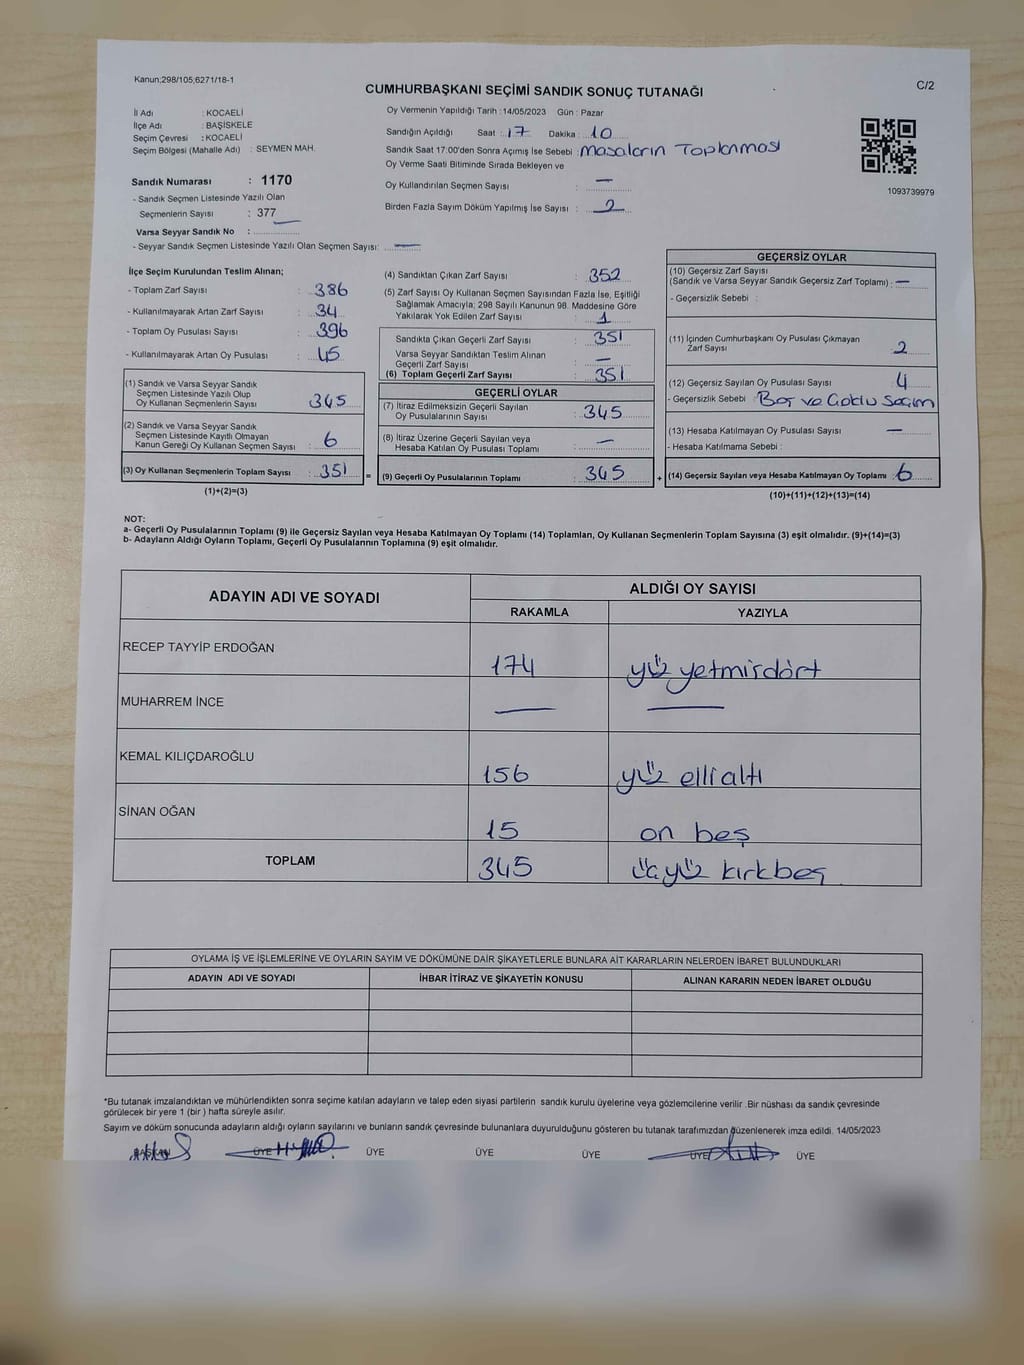 Kanun;298/105;6271/18-1
C/2
CUMHURBAŞKANI SEÇİMİ SANDIK SONUÇ TUTANAĞI
İl Adı : KOCAELİ
İlçe Adı : BAŞİSKELE
Seçim Çevresi : KOCAELİ
Seçim Bölgesi (Mahalle Adı) : SEYMEN MAH.
Oy Vermenin Yapıldığı Tarih : 14/05/2023 Gün : Pazar
Sandığın Açıldığı Saat : 17 Dakika : 10
Sandık Saat 17:00'den Sonra Açımış İse Sebebi : Masaların Toplanması
Oy Verme Saati Bitiminde Sırada Bekleyen ve
Oy Kullandırılan Seçmen Sayısı : —
Birden Fazla Sayım Döküm Yapılmış İse Sayısı : 2
1093739979
Sandık Numarası : 1170
- Sandık Seçmen Listesinde Yazılı Olan
Seçmenlerin Sayısı : 377
Varsa Seyyar Sandık No : —
- Seyyar Sandık Seçmen Listesinde Yazılı Olan Seçmen Sayısı: —
İlçe Seçim Kurulundan Teslim Alınan;
- Toplam Zarf Sayısı : 386
- Kullanılmayarak Artan Zarf Sayısı : 34
- Toplam Oy Pusulası Sayısı : 396
- Kullanılmayarak Artan Oy Pusulası : 45
(1) Sandık ve Varsa Seyyar Sandık
Seçmen Listesinde Yazılı Olup
Oy Kullanan Seçmenlerin Sayısı : 345
(2) Sandık ve Varsa Seyyar Sandık
Seçmen Listesinde Kayıtlı Olmayan
Kanun Gereği Oy Kullanan Seçmen Sayısı : 6
(3) Oy Kullanan Seçmenlerin Toplam Sayısı : 351 =
(1)+(2)=(3)
(4) Sandıktan Çıkan Zarf Sayısı : 352
(5) Zarf Sayısı Oy Kullanan Seçmen Sayısından Fazla İse, Eşitliği
Sağlamak Amacıyla; 298 Sayılı Kanunun 98. Maddesine Göre
Yakılarak Yok Edilen Zarf Sayısı : 1
Sandıkta Çıkan Geçerli Zarf Sayısı : 351
Varsa Seyyar Sandıktan Teslim Alınan
Geçerli Zarf Sayısı : —
(6) Toplam Geçerli Zarf Sayısı : 351
GEÇERLİ OYLAR
(7) İtiraz Edilmeksizin Geçerli Sayılan
Oy Pusulalarının Sayısı : 345
(8) İtiraz Üzerine Geçerli Sayılan veya
Hesaba Katılan Oy Pusulası Toplamı : —
(9) Geçerli Oy Pusulalarının Toplamı : 345 +
GEÇERSİZ OYLAR
(10) Geçersiz Zarf Sayısı
(Sandık ve Varsa Seyyar Sandık Geçersiz Zarf Toplamı) : —
- Geçersizlik Sebebi :
(11) İçinden Cumhurbaşkanı Oy Pusulası Çıkmayan
Zarf Sayısı : 2
(12) Geçersiz Sayılan Oy Pusulası Sayısı : 4
- Geçersizlik Sebebi : Boş ve Çoklu Seçim
(13) Hesaba Katılmayan Oy Pusulası Sayısı : —
- Hesaba Katılmama Sebebi :
(14) Geçersiz Sayılan veya Hesaba Katılmayan Oy Toplamı : 6
(10)+(11)+(12)+(13)=(14)
NOT:
a- Geçerli Oy Pusulalarının Toplamı (9) ile Geçersiz Sayılan veya Hesaba Katılmayan Oy Toplamı (14) Toplamları, Oy Kullanan Seçmenlerin Toplam Sayısına (3) eşit olmalıdır. (9)+(14)=(3)
b- Adayların Aldığı Oyların Toplamı, Geçerli Oy Pusulalarının Toplamına (9) eşit olmalıdır.
ADAYIN ADI VE SOYADI
ALDIĞI OY SAYISI
RAKAMLA YAZIYLA
RECEP TAYYİP ERDOĞAN 174 yüz yetmişdört
MUHARREM İNCE — —
KEMAL KILIÇDAROĞLU 156 yüz elli altı
SİNAN OĞAN 15 on beş
TOPLAM 345 üçyüz kırkbeş
OYLAMA İŞ VE İŞLEMLERİNE VE OYLARIN SAYIM VE DÖKÜMÜNE DAİR ŞİKAYETLERLE BUNLARA AİT KARARLARIN NELERDEN İBARET BULUNDUKLARI
ADAYIN ADI VE SOYADI İHBAR İTİRAZ VE ŞİKAYETİN KONUSU ALINAN KARARIN NEDEN İBARET OLDUĞU
*Bu tutanak imzalandıktan ve mühürlendikten sonra seçime katılan adayların ve talep eden siyasi partilerin sandık kurulu üyelerine veya gözlemcilerine verilir .Bir nüshası da sandık çevresinde
görülecek bir yere 1 (bir ) hafta süreyle asılır.
Sayım ve döküm sonucunda adayların aldığı oyların sayılarını ve bunların sandık çevresinde bulunanlara duyurulduğunu gösteren bu tutanak tarafımızdan düzenlenerek imza edildi. 14/05/2023
BAŞKAN ÜYE ÜYE ÜYE ÜYE ÜYE ÜYE